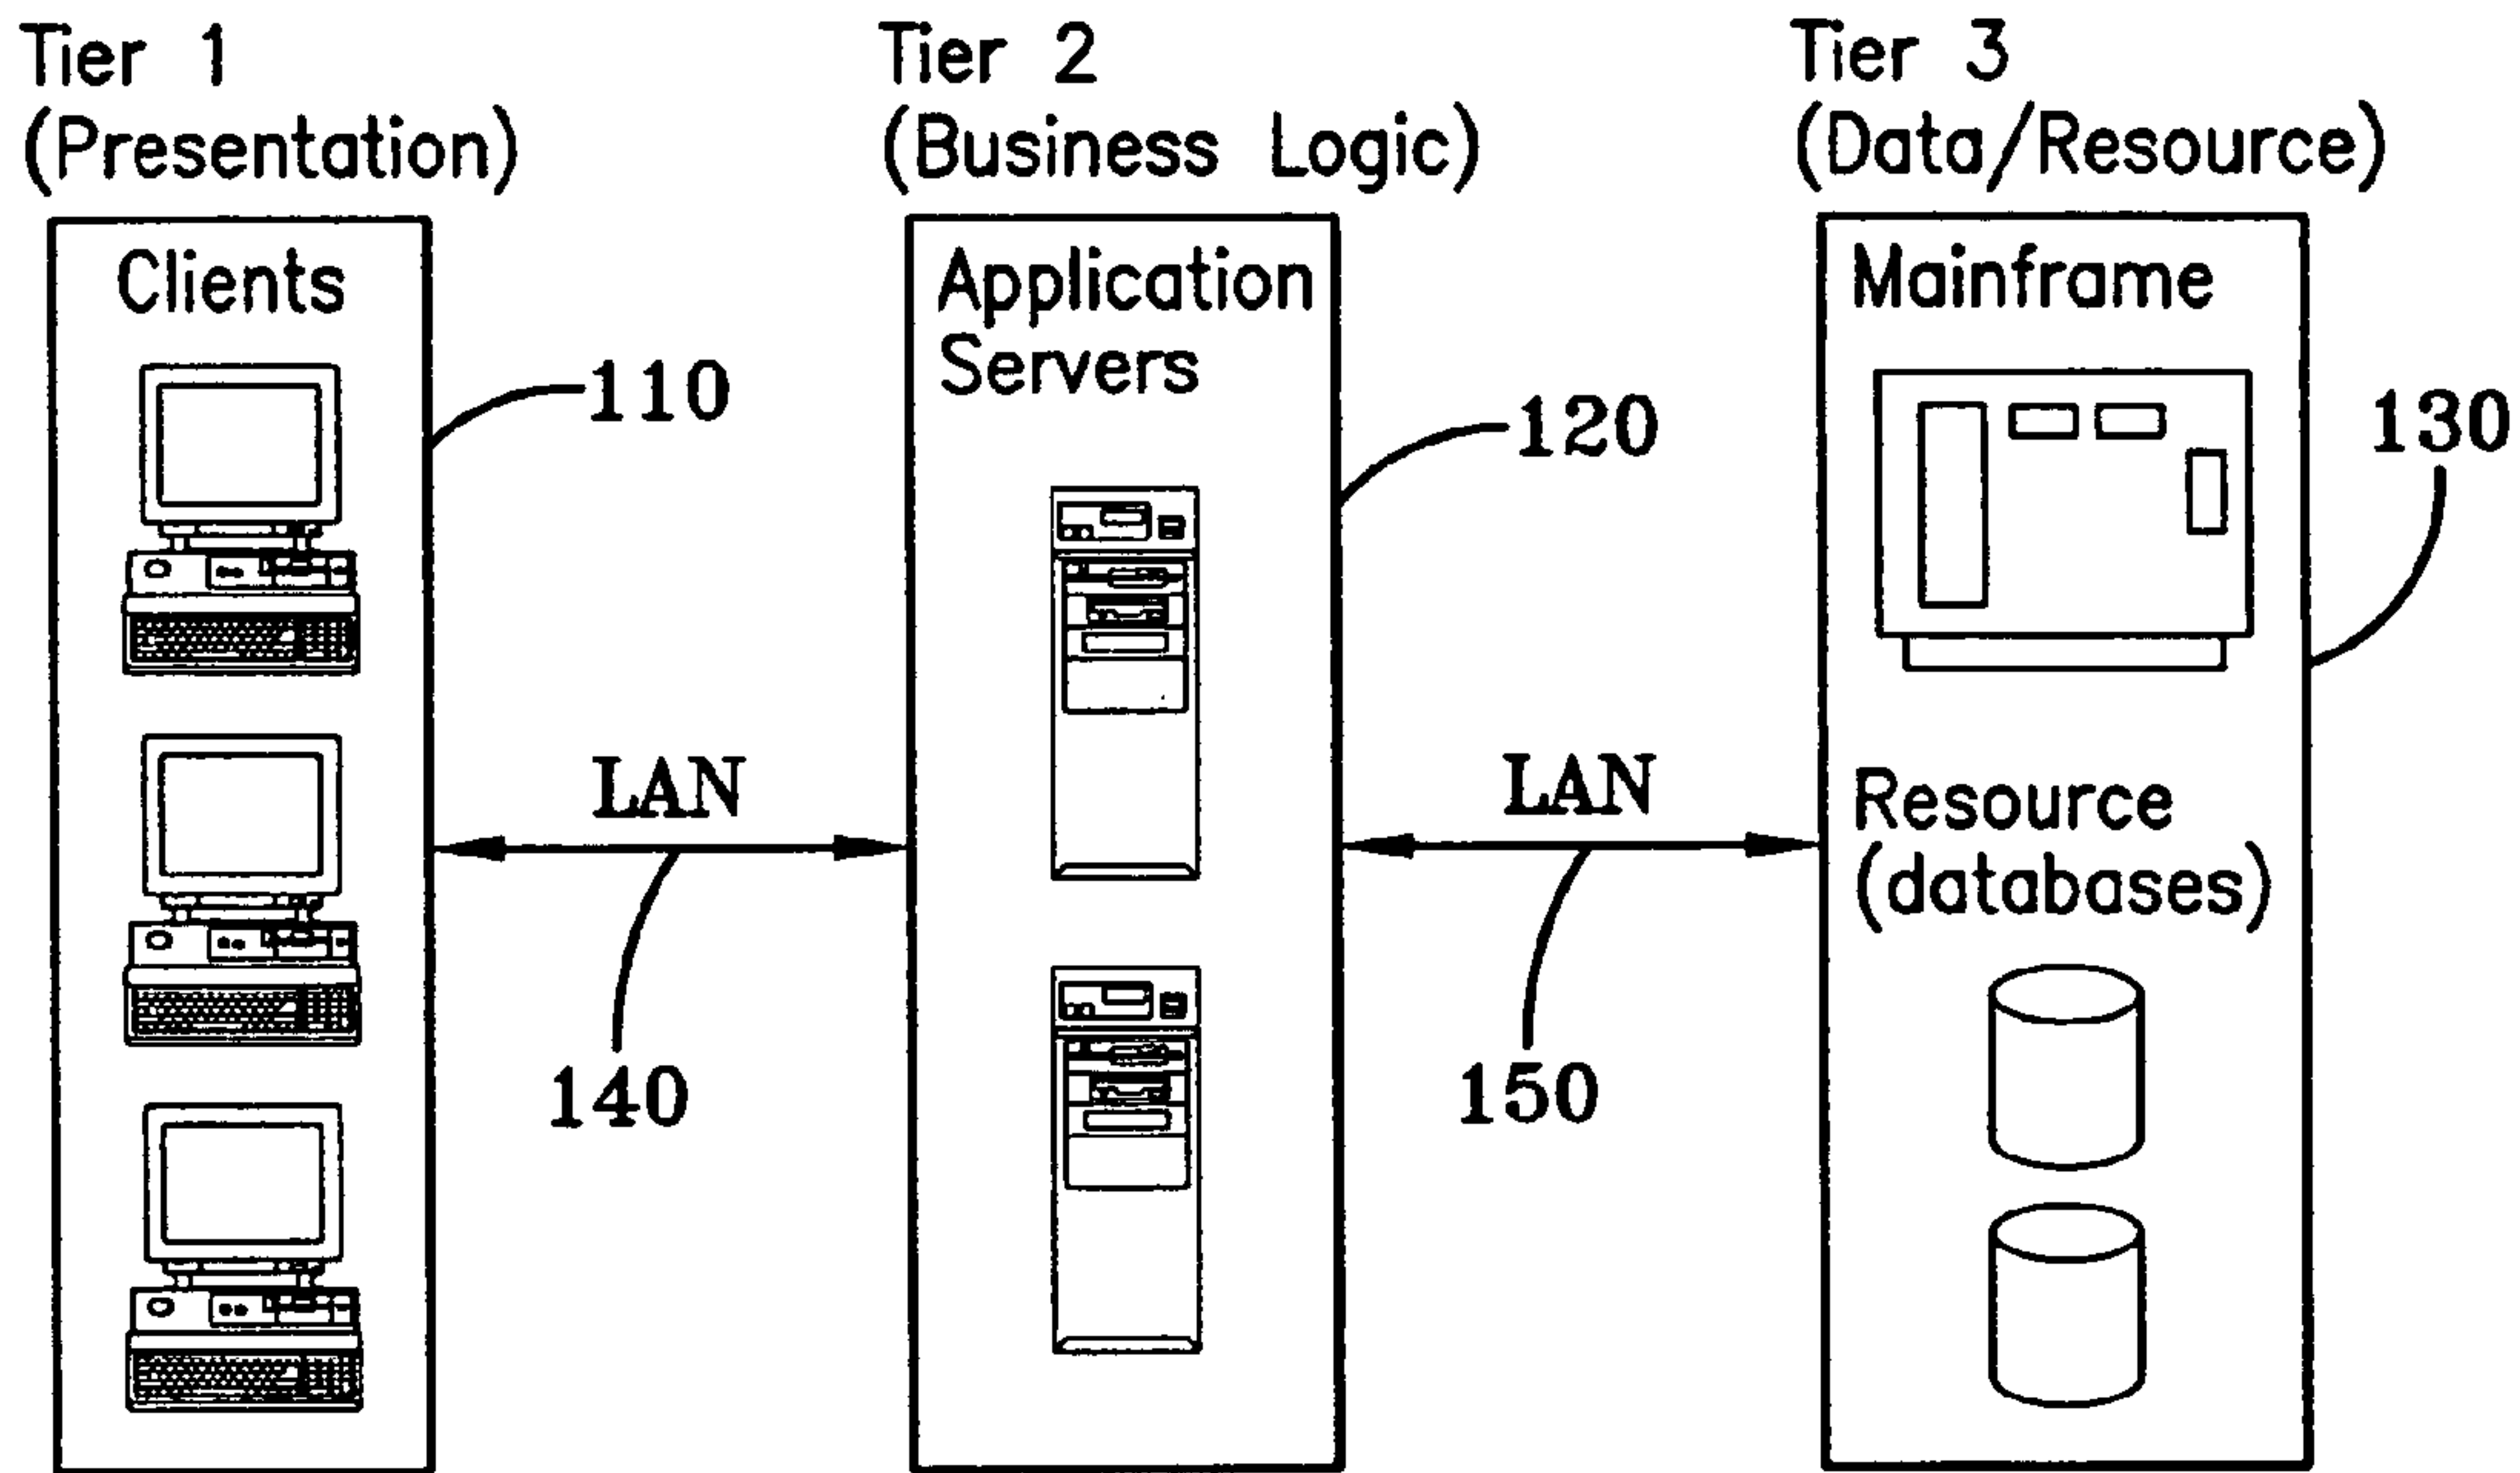 Tier 1
(Presentation)
Clients
110
LAN
140
Tier 2
(Business Logic)
Application
Servers
120
LAN
150
Tier 3
(Data/Resource)
Mainframe
130
Resource
(databases)